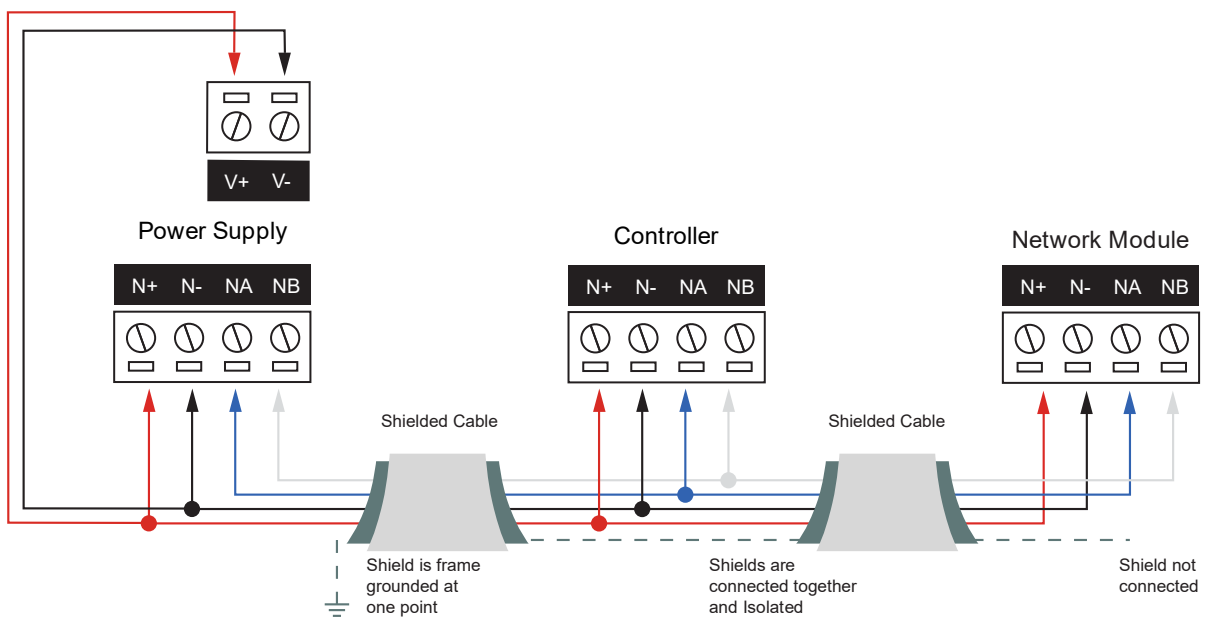 V+ V-
Power Supply
Controller
Network Module
N+ N- NA NB
N+ N- NA NB
N+ N- NA NB
Shielded Cable
Shielded Cable
Shield is frame
grounded at
one point
Shields are
connected together
and Isolated
Shield not
connected